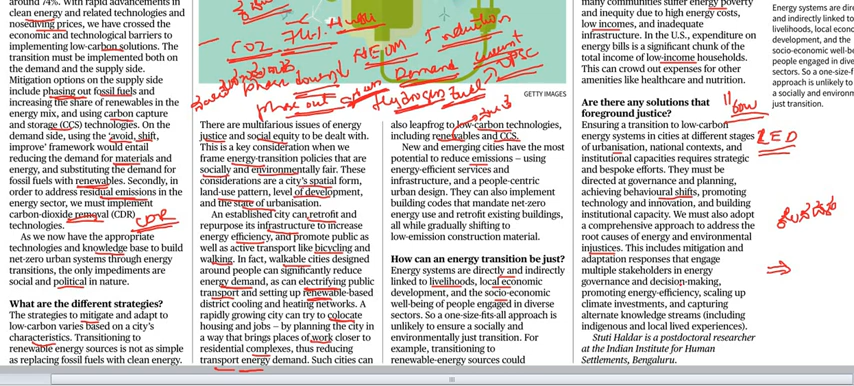 around 74%. With rapid advancements in
clean energy and related technologies and
nosediving prices, we have crossed the
economic and technological barriers to
implementing low-carbon solutions. The
transition must be implemented both on
the demand and the supply side.
Mitigation options on the supply side
include phasing out fossil fuels and
increasing the share of renewables in the
energy mix, and using carbon capture
and storage (CCS) technologies. On the
demand side, using the ‘avoid, shift,
improve’ framework would entail
reducing the demand for materials and
energy, and substituting the demand for
fossil fuels with renewables. Secondly, in
order to address residual emissions in the
energy sector, we must implement
carbon-dioxide removal (CDR)
technologies.
CDR
As we now have the appropriate
technologies and knowledge base to build
net-zero urban systems through energy
transitions, the only impediments are
social and political in nature.
What are the different strategies?
The strategies to mitigate and adapt to
low-carbon varies based on a city’s
characteristics. Transitioning to
renewable energy sources is not as simple
as replacing fossil fuels with clean energy.
CO2
74%
NEUM
Induction
Demand
UPSC
phase down
phase out
Hydrogen fuel
GETTY IMAGES
There are multifarious issues of energy
justice and social equity to be dealt with.
This is a key consideration when we
frame energy-transition policies that are
socially and environmentally fair. These
considerations are a city’s spatial form,
land-use pattern, level of development,
and the state of urbanisation.
An established city can retrofit and
repurpose its infrastructure to increase
energy efficiency, and promote public as
well as active transport like bicycling and
walking. In fact, walkable cities designed
around people can significantly reduce
energy demand, as can electrifying public
transport and setting up renewable-based
district cooling and heating networks. A
rapidly growing city can try to colocate
housing and jobs – by planning the city in
a way that brings places of work closer to
residential complexes, thus reducing
transport energy demand. Such cities can
also leapfrog to low-carbon technologies,
including renewables and CCS.
New and emerging cities have the most
potential to reduce emissions – using
energy-efficient services and
infrastructure, and a people-centric
urban design. They can also implement
building codes that mandate net-zero
energy use and retrofit existing buildings,
all while gradually shifting to
low-emission construction material.
How can an energy transition be just?
Energy systems are directly and indirectly
linked to livelihoods, local economic
development, and the socio-economic
well-being of people engaged in diverse
sectors. So a one-size-fits-all approach is
unlikely to ensure a socially and
environmentally just transition. For
example, transitioning to
renewable-energy sources could
many communities suffer energy poverty
and inequity due to high energy costs,
low incomes, and inadequate
infrastructure. In the U.S., expenditure on
energy bills is a significant chunk of the
total income of low-income households.
This can crowd out expenses for other
amenities like healthcare and nutrition.
Are there any solutions that
foreground justice?
Ensuring a transition to low-carbon
energy systems in cities at different stages
of urbanisation, national contexts, and
institutional capacities requires strategic
and bespoke efforts. They must be
directed at governance and planning,
achieving behavioural shifts, promoting
technology and innovation, and building
institutional capacity. We must also adopt
a comprehensive approach to address the
root causes of energy and environmental
injustices. This includes mitigation and
adaptation responses that engage
multiple stakeholders in energy
governance and decision-making,
promoting energy-efficiency, scaling up
climate investments, and capturing
alternate knowledge streams (including
indigenous and local lived experiences).
Stuti Haldar is a postdoctoral researcher
at the Indian Institute for Human
Settlements, Bengaluru.
60W
LED
Energy systems are dire
and indirectly linked to
livelihoods, local econo
development, and the
socio-economic well-be
people engaged in dive
sectors. So a one-size-f
approach is unlikely to
a socially and environ
just transition.